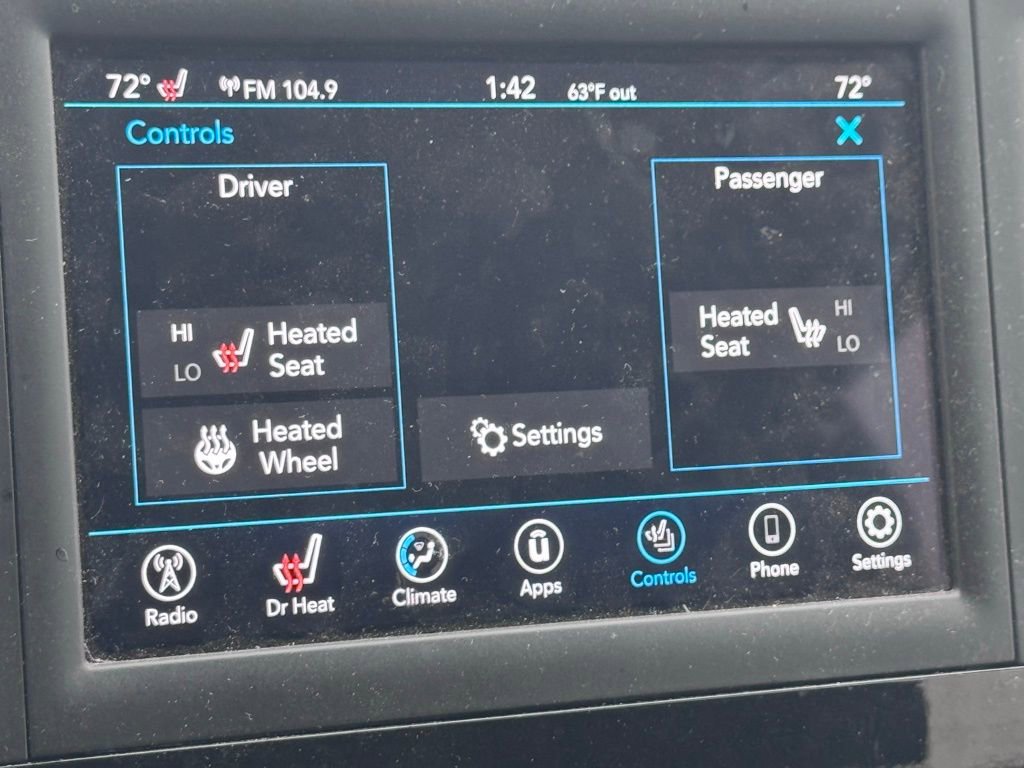 72° FM 104.9 1:42 63°F out 72°
Controls X
Driver
HI
LO
Heated
Seat
Heated
Wheel
Settings
Passenger
Heated
Seat
HI
LO
Radio Dr Heat Climate Apps Controls Phone Settings